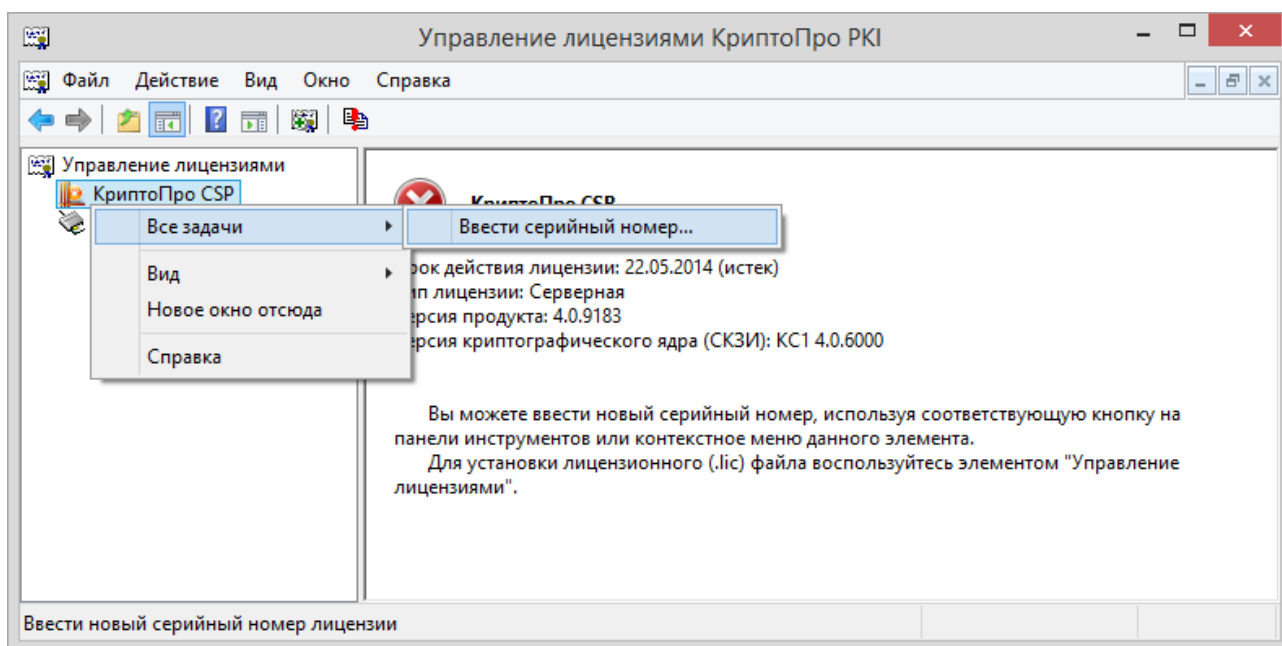 Управление лицензиями КриптоПро PKI
Файл Действие Вид Окно Справка
Управление лицензиями
КриптоПро CSP
КриптоПро CSP
Все задачи
Ввести серийный номер...
Вид
Новое окно отсюда
Справка
рок действия лицензии: 22.05.2014 (истек)
ип лицензии: Серверная
ерсия продукта: 4.0.9183
ерсия криптографического ядра (СКЗИ): КС1 4.0.6000
Вы можете ввести новый серийный номер, используя соответствующую кнопку на
панели инструментов или контекстное меню данного элемента.
Для установки лицензионного (.lic) файла воспользуйтесь элементом "Управление
лицензиями".
Ввести новый серийный номер лицензии